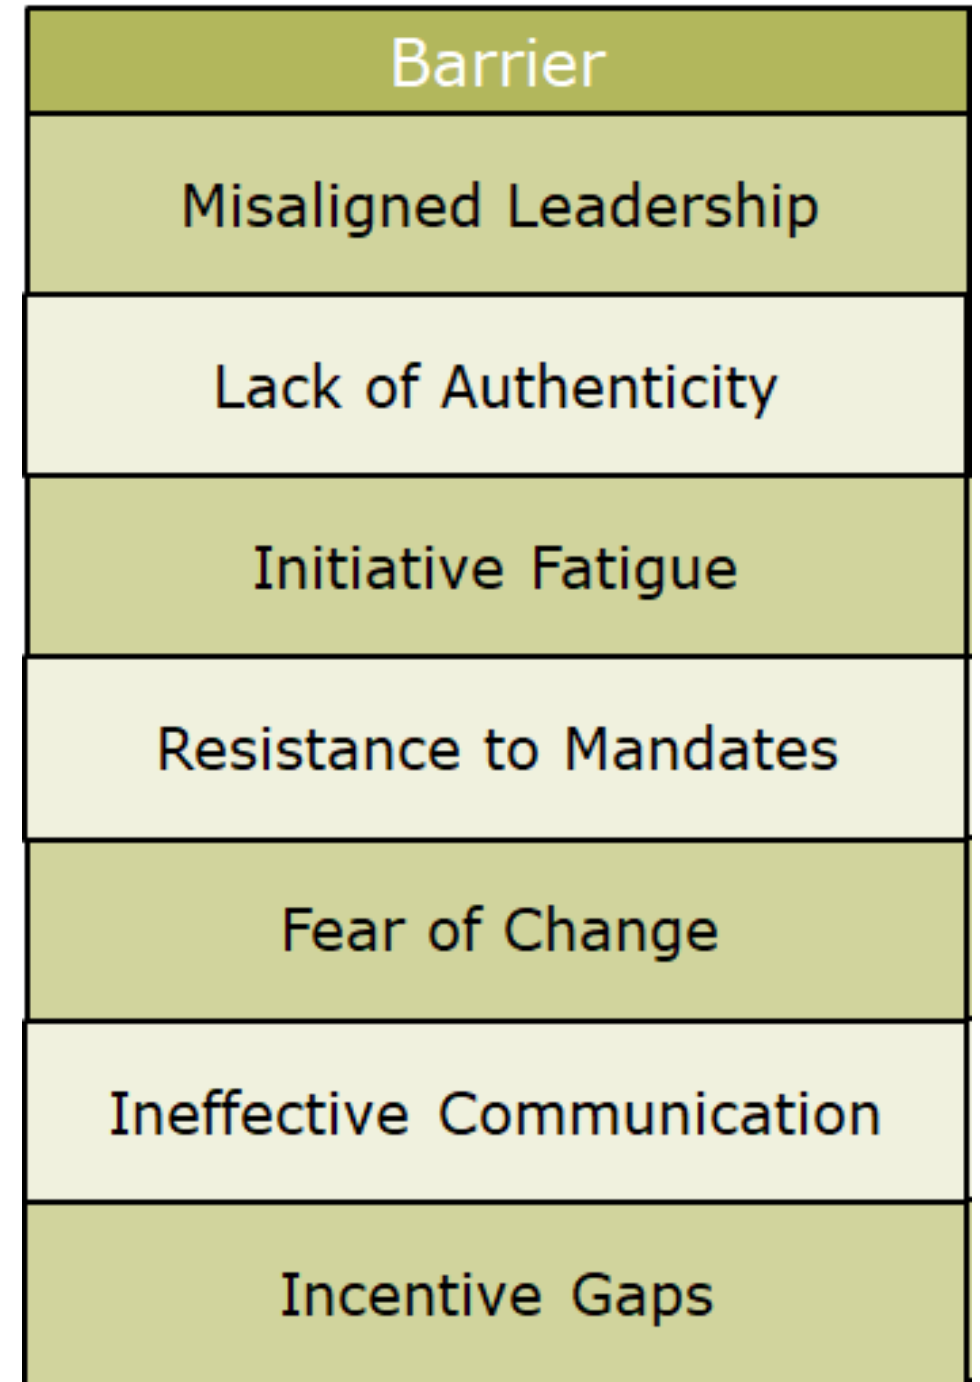 Barrier
Misaligned Leadership
Lack of Authenticity
Initiative Fatigue
Resistance to Mandates
Fear of Change
Ineffective Communication
Incentive Gaps